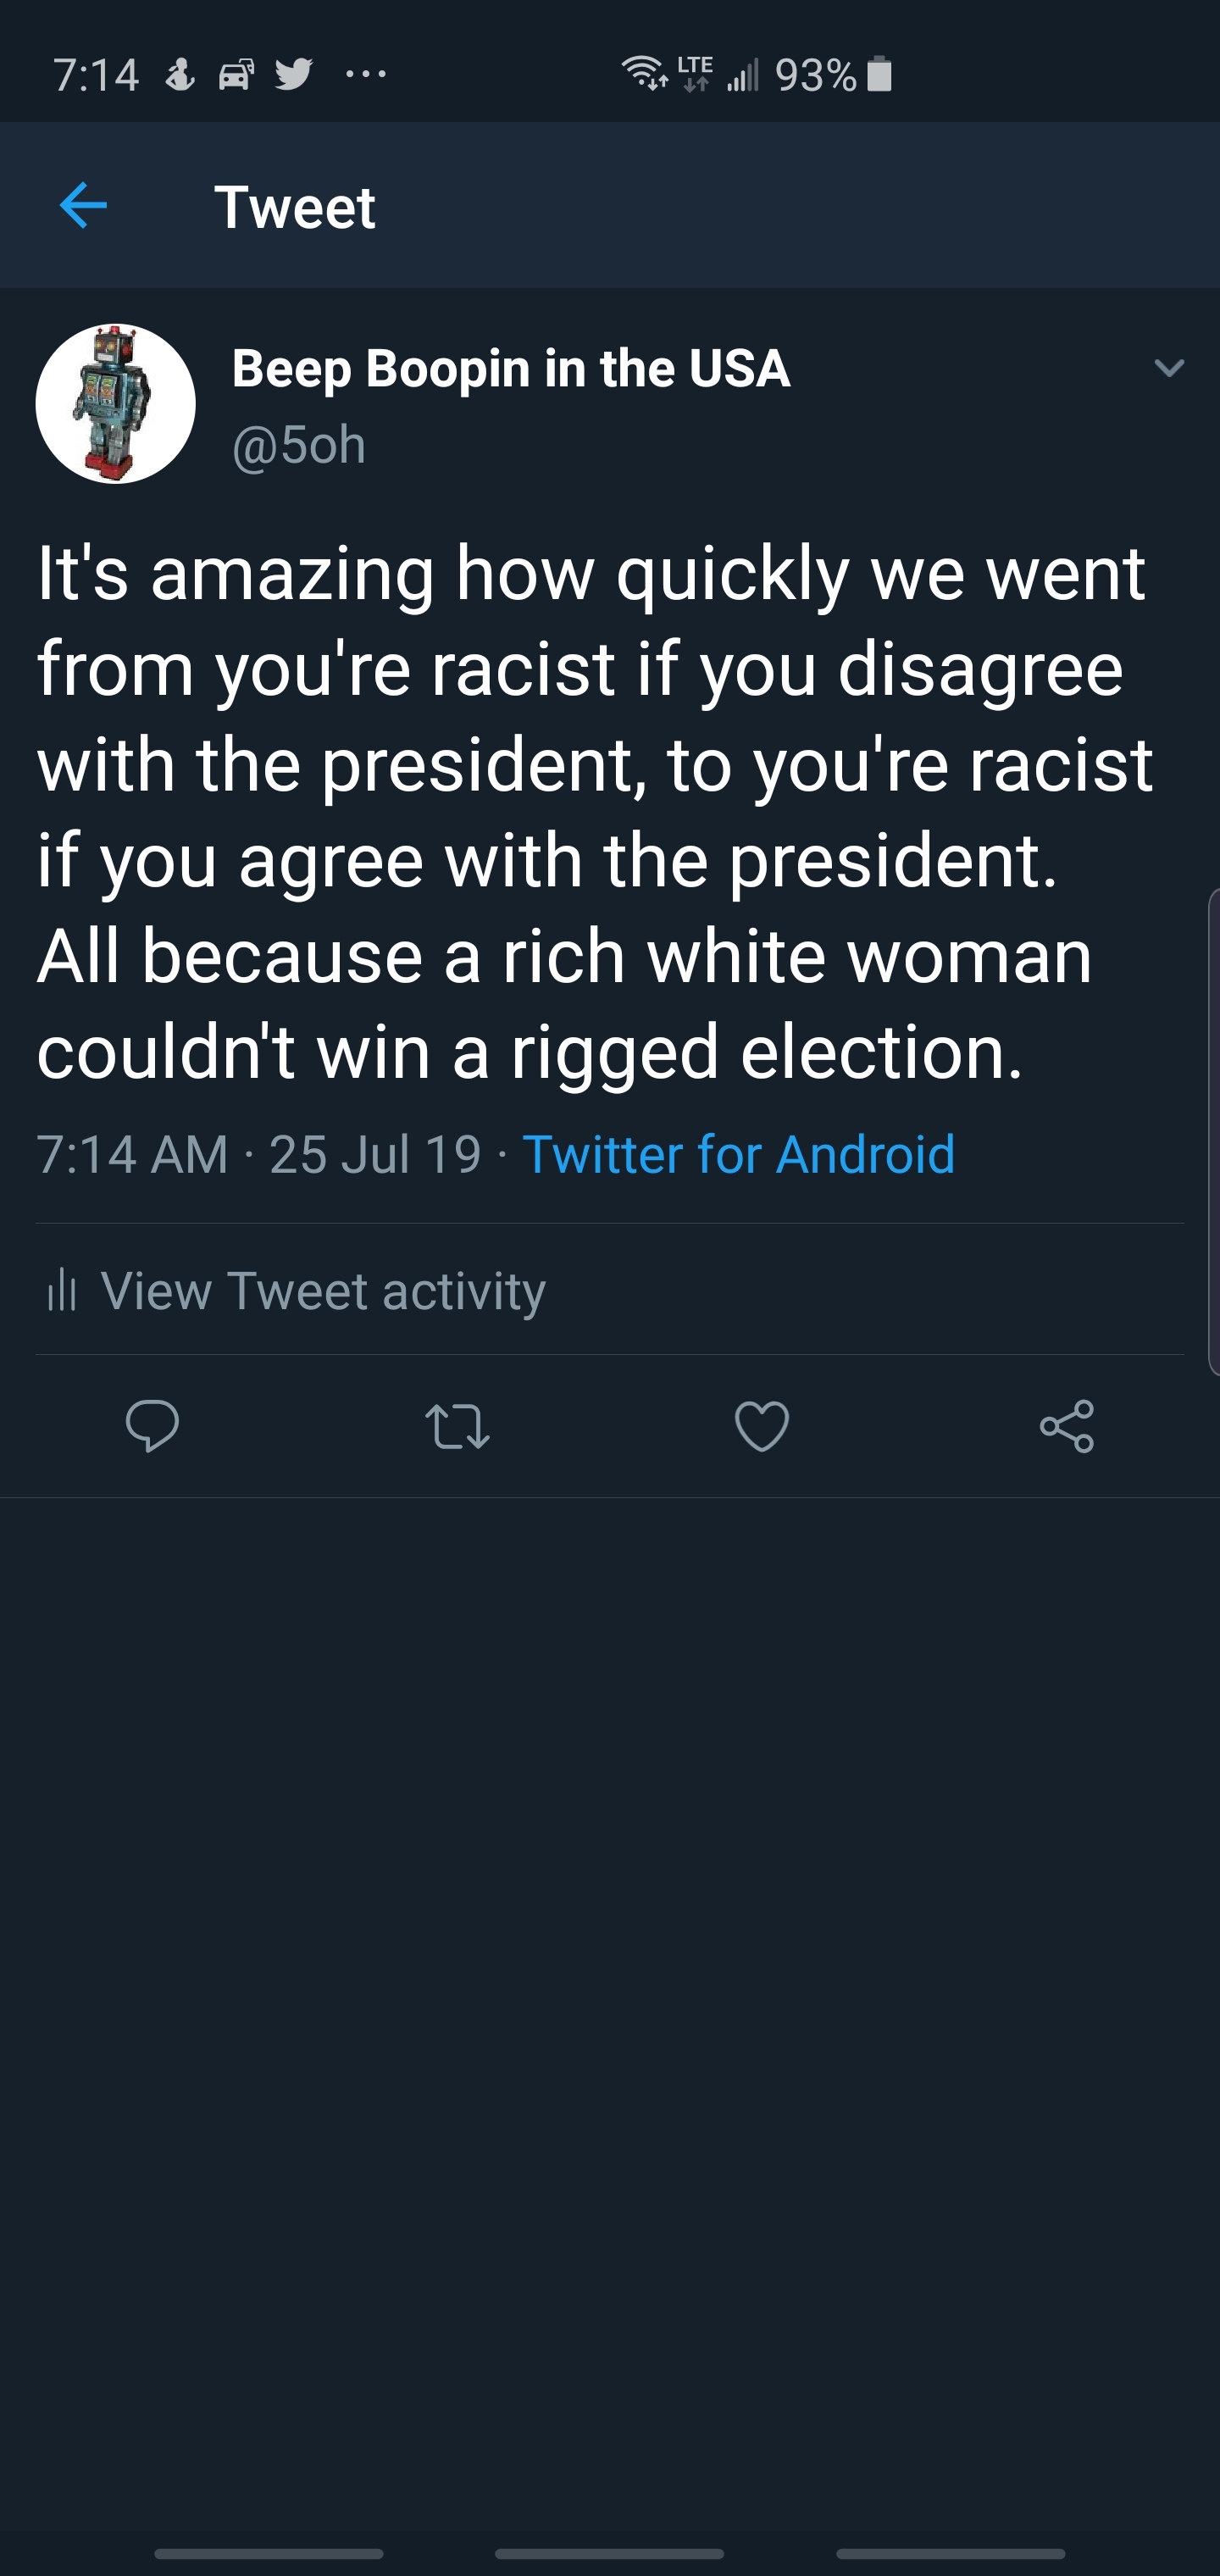 7:14 ... LTE 93%
Tweet
Beep Boopin in the USA
@5oh
It's amazing how quickly we went
from you're racist if you disagree
with the president, to you're racist
if you agree with the president.
All because a rich white woman
couldn't win a rigged election.
7:14 AM · 25 Jul 19 · Twitter for Android
View Tweet activity